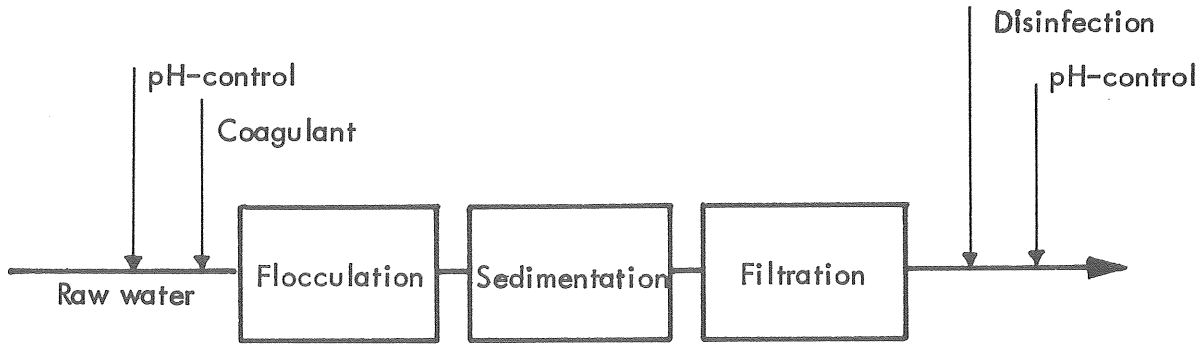 Disinfection
pH-control
pH-control
Coagulant
Flocculation
Sedimentation
Filtration
Raw water